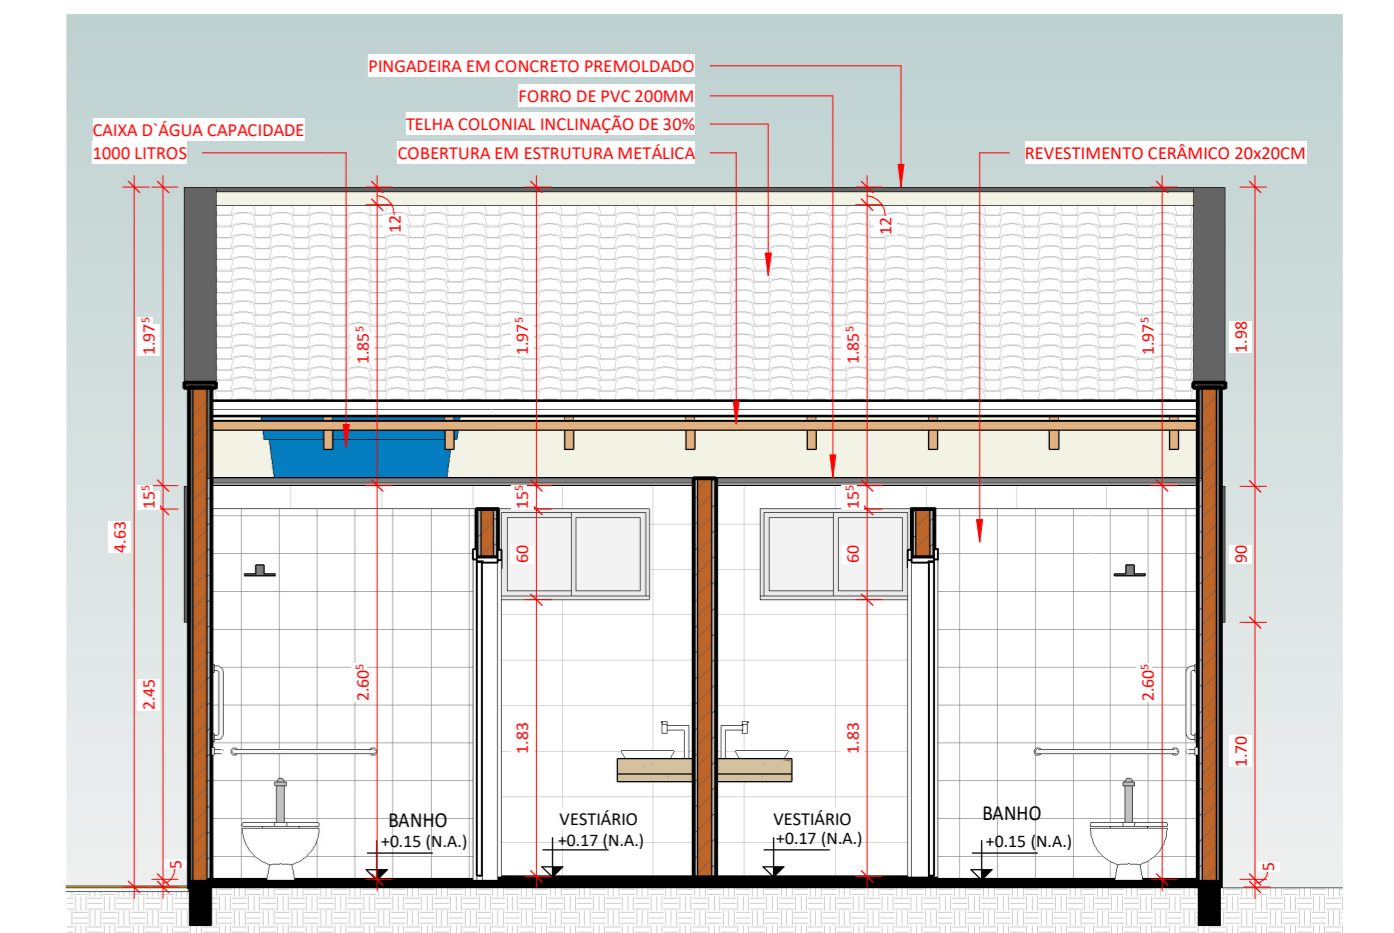 PINGADEIRA EM CONCRETO PREMOLDADO
FORRO DE PVC 200MM
TELHA COLONIAL INCLINAÇÃO DE 30%
COBERTURA EM ESTRUTURA METÁLICA
CAIXA D`ÁGUA CAPACIDADE
1000 LITROS
REVESTIMENTO CERÂMICO 20x20CM
12
12
1.97⁵
1.85⁵
1.97⁵
1.85⁵
1.97⁵
1.98
15⁵
15⁵
15⁵
4.63
60
60
90
2.45
2.60⁵
1.83
1.83
2.60⁵
1.70
BANHO
+0.15 (N.A.)
VESTIÁRIO
+0.17 (N.A.)
VESTIÁRIO
+0.17 (N.A.)
BANHO
+0.15 (N.A.)
5
5